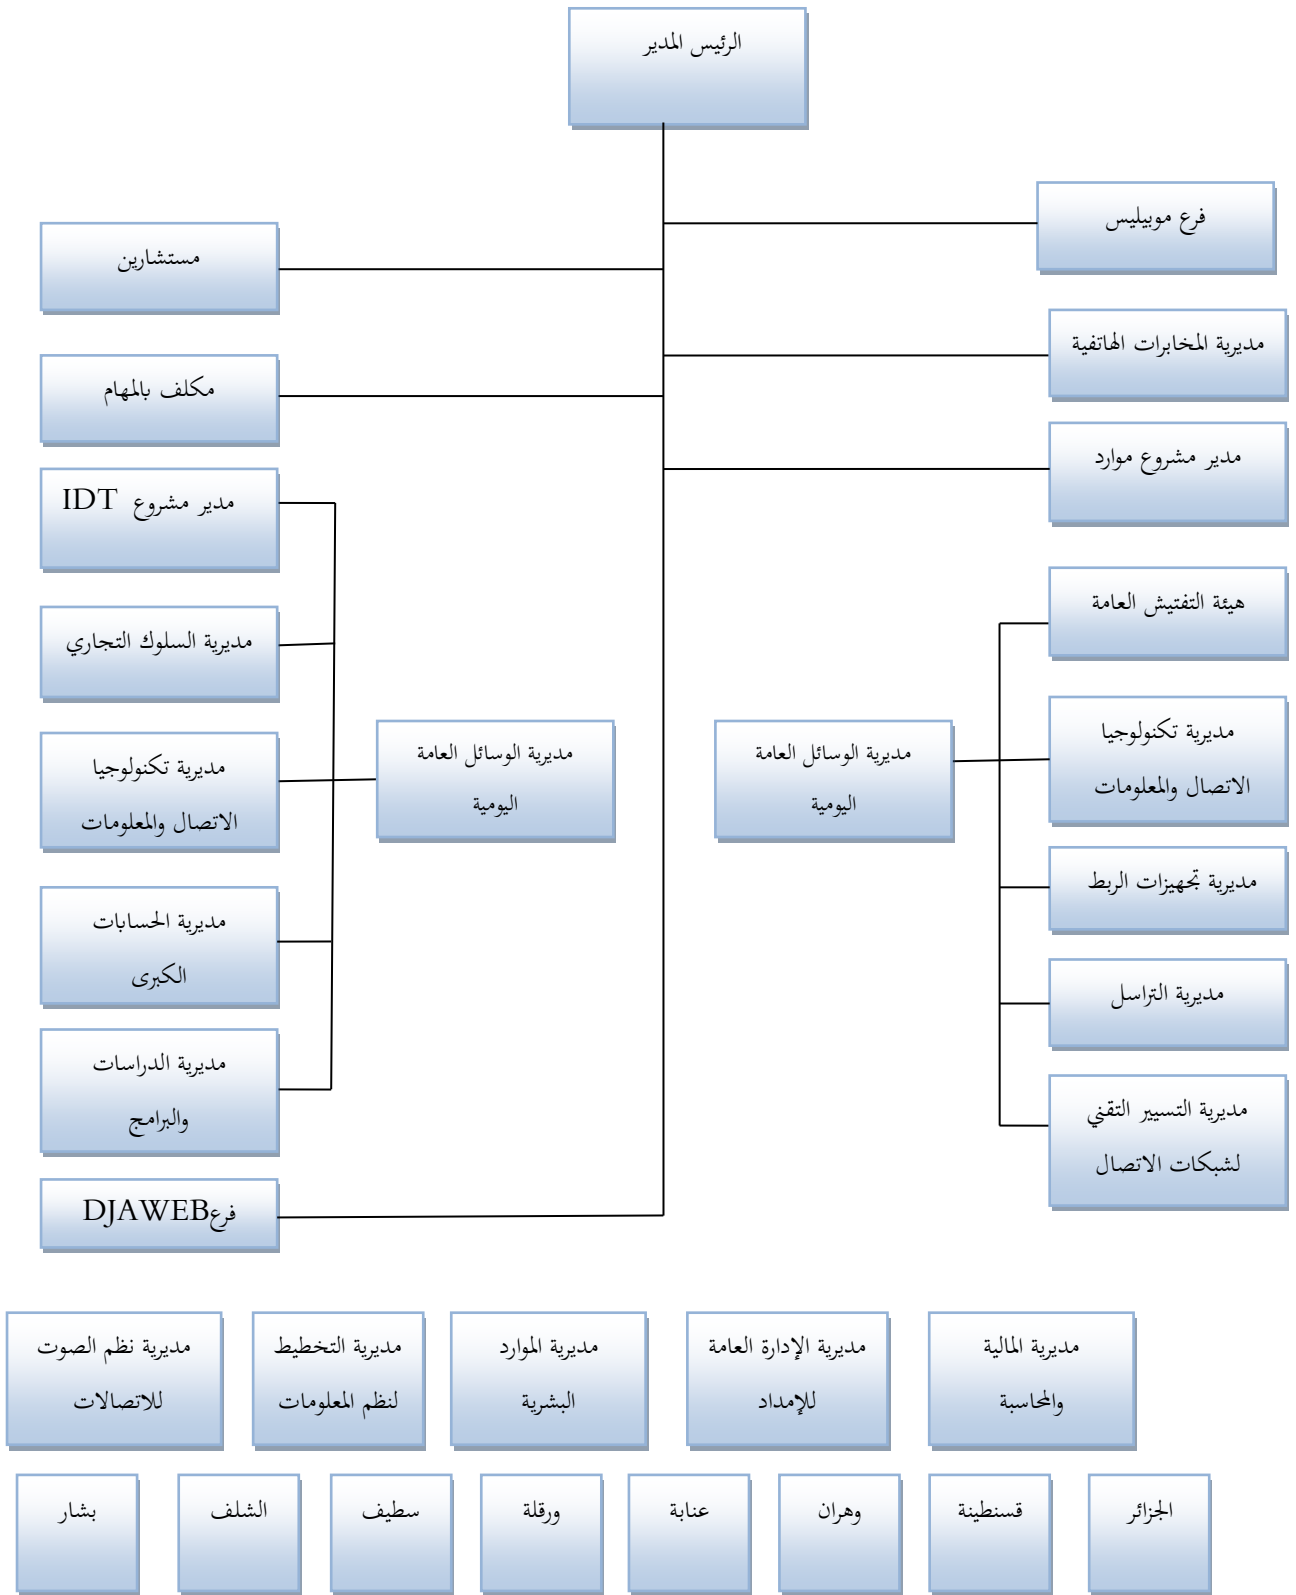 الرئيس المدير
فرع موبيليس
مستشارين
مديرية المخابرات الهاتفية
مكلف بالمهام
مدير مشروع موارد
مدير مشروع IDT
هيئة التفتيش العامة
مديرية السلوك التجاري
مديرية تكنولوجيا
الاتصال والمعلومات
مديرية الوسائل العامة
اليومية
مديرية الوسائل العامة
اليومية
مديرية تكنولوجيا
الاتصال والمعلومات
مديرية تجهيزات الربط
مديرية الحسابات
الكبرى
مديرية التراسل
مديرية الدراسات
والبرامج
مديرية التسيير التقني
لشبكات الاتصال
فرعDJAWEB
مديرية المالية
والمحاسبة
مديرية الإدارة العامة
للإمداد
مديرية الموارد
البشرية
مديرية التخطيط
لنظم المعلومات
مديرية نظم الصوت
للاتصالات
الجزائر
قسنطينة
وهران
عنابة
ورقلة
سطيف
الشلف
بشار